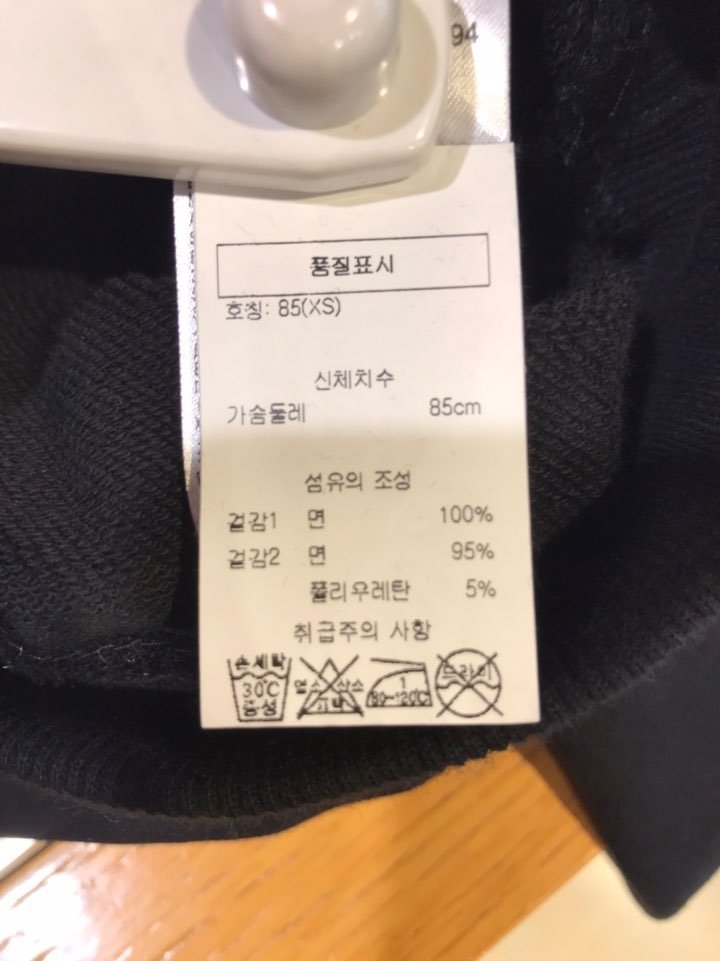 94
품질표시
호칭: 85(XS)
신체치수
가슴둘레 85cm
섬유의 조성
겉감1 면 100%
겉감2 면 95%
폴리우레탄 5%
취급주의 사항
손세탁 염소 산소 1 드라이
30℃ 표백 80~120℃
중성